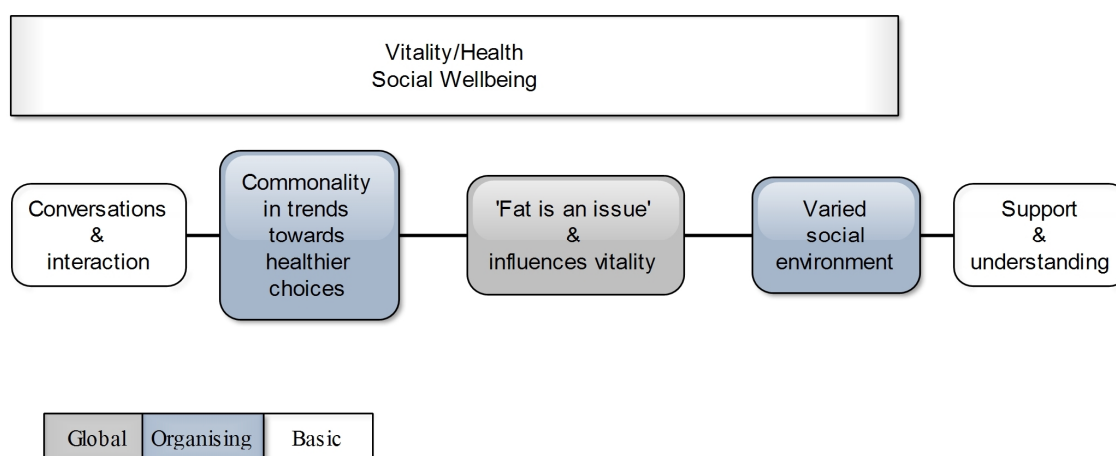 Vitality/Health
Social Wellbeing
Conversations
&
interaction
Commonality
in trends
towards
healthier
choices
'Fat is an issue'
&
influences vitality
Varied
social
environment
Support
&
understanding
Global
Organising
Basic